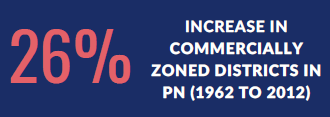 26%
INCREASE IN
COMMERCIALLY
ZONED DISTRICTS IN
PN (1962 TO 2012)